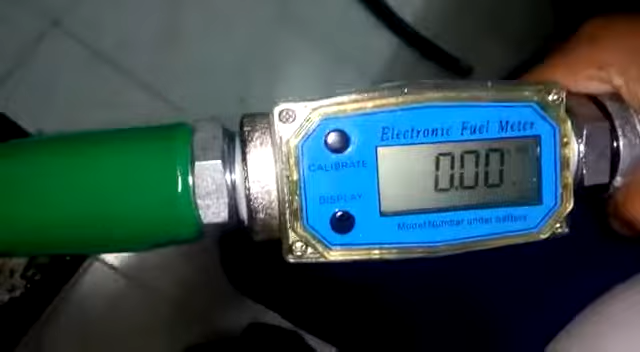 Electronic Fuel Meter
CALIBRATE
0.00
DISPLAY
Model Number under battery